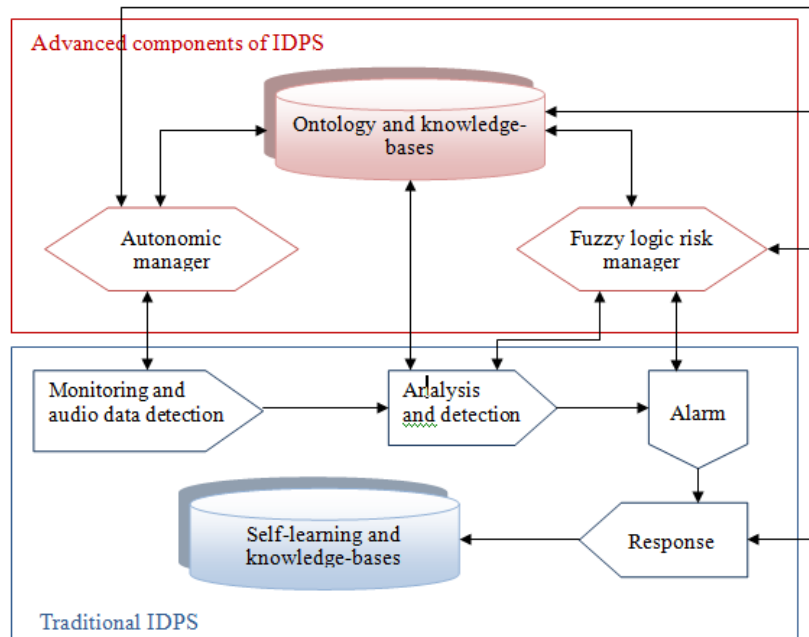 Advanced components of IDPS
Ontology and knowledge-
bases
Autonomic
manager
Fuzzy logic risk
manager
Monitoring and
audio data detection
Analysis
and detection
Alarm
Self-learning and
knowledge-bases
Response
Traditional IDPS